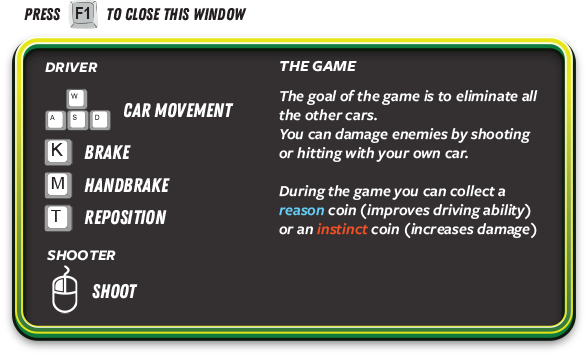 PRESS F1 TO CLOSE THIS WINDOW
DRIVER
W
A S D
CAR MOVEMENT
K BRAKE
M HANDBRAKE
T REPOSITION
SHOOTER
SHOOT
THE GAME
The goal of the game is to eliminate all
the other cars.
You can damage enemies by shooting
or hitting with your own car.
During the game you can collect a
reason coin (improves driving ability)
or an instinct coin (increases damage)